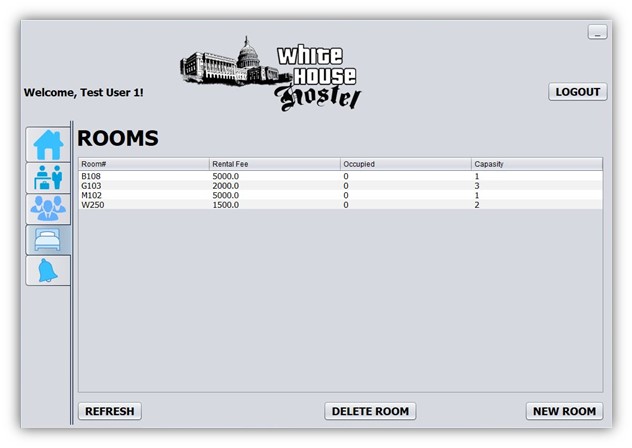 _
White
House
Hostel
Welcome, Test User 1!
LOGOUT
ROOMS
Room# Rental Fee Occupied Capasity
B108 5000.0 0 1
G103 2000.0 0 3
M102 5000.0 0 1
W250 1500.0 0 2
REFRESH DELETE ROOM NEW ROOM